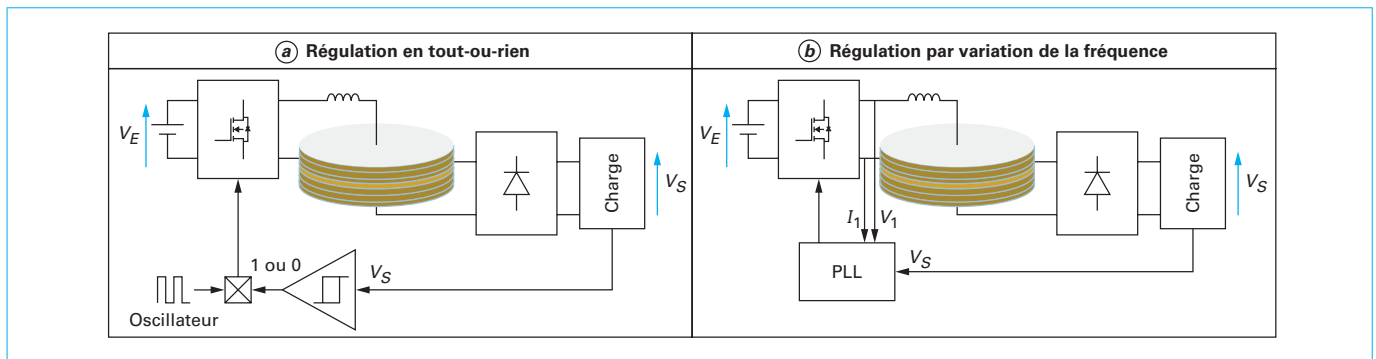 a Régulation en tout-ou-rien
V_E
Charge
V_S
1 ou 0
V_S
Oscillateur
b Régulation par variation de la fréquence
V_E
Charge
V_S
I_1 V_1
PLL
V_S